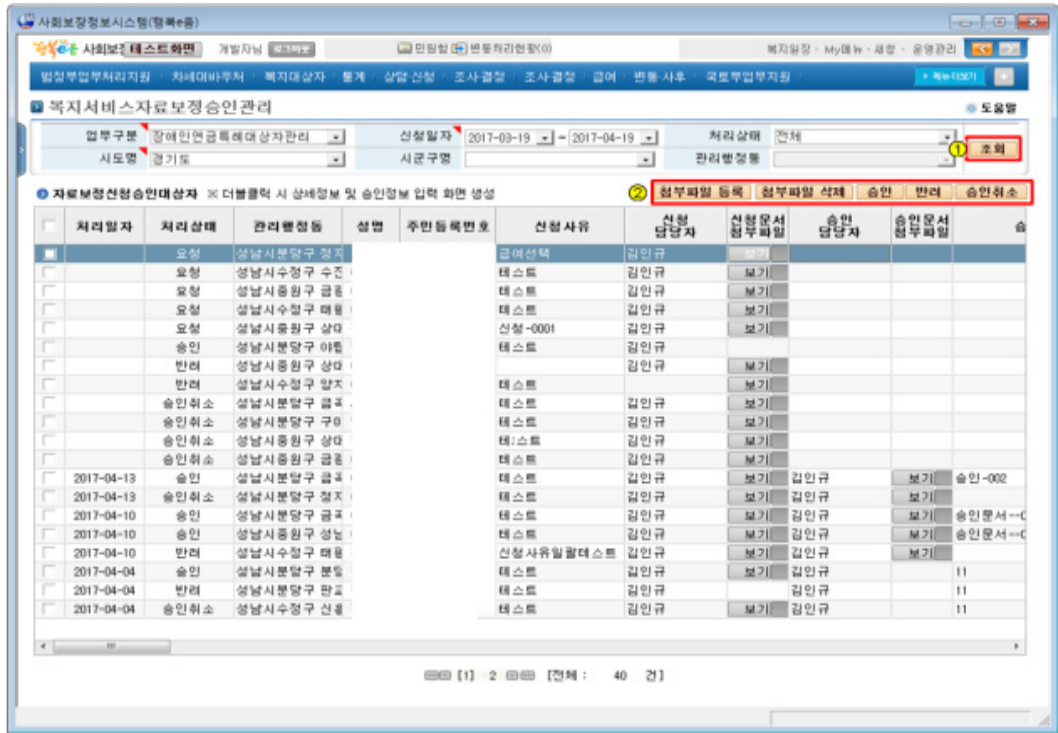 사회보장정보시스템(행복e음)
행복e음 사회보장 테스트화면 개발자님 로그아웃 민원함 변동처리현황(0) 복지일정 · My메뉴 · 새창 · 운영관리
범정부업무처리지원 차세대바우처 복지대상자 통계 상담·신청 조사·결정 조사·결정 급여 변동·사후 국토부업무지원 메뉴더보기
복지서비스자료보정승인관리 도움말
업무구분 장애인연금특례대상자관리 신청일자 2017-03-19 ~ 2017-04-19 처리상태 전체
시도명 경기도 시군구명 관리행정동 ① 조회
자료보정신청승인대상자 ※ 더블클릭 시 상세정보 및 승인정보 입력 화면 생성 ② 첨부파일 등록 첨부파일 삭제 승인 반려 승인취소
처리일자 처리상태 관리행정동 성명 주민등록번호 신청사유 신청담당자 신청문서첨부파일 승인담당자 승인문서첨부파일 승
요청 성남시분당구 정자 급여선택 김인규 보기
요청 성남시수정구 수진 테스트 김인규 보기
요청 성남시중원구 금광 테스트 김인규 보기
요청 성남시수정구 태평 테스트 김인규 보기
요청 성남시중원구 상대 신청-0001 김인규 보기
승인 성남시분당구 야탑 테스트 김인규
반려 성남시중원구 상대 김인규 보기
반려 성남시수정구 양지 테스트 보기
승인취소 성남시분당구 금곡 테스트 김인규 보기
승인취소 성남시분당구 구미 테스트 김인규 보기
승인취소 성남시중원구 상대 테;스트 김인규 보기
승인취소 성남시중원구 금광 테스트 김인규 보기
2017-04-13 승인 성남시분당구 금곡 테스트 김인규 보기 김인규 보기 승인-002
2017-04-13 승인취소 성남시분당구 정자 테스트 김인규 보기 김인규 보기
2017-04-10 승인 성남시분당구 금곡 테스트 김인규 보기 김인규 보기 승인문서--
2017-04-10 승인 성남시중원구 성남 테스트 김인규 보기 김인규 보기 승인문서--
2017-04-10 반려 성남시수정구 태평 신청사유일괄테스트 김인규 보기 김인규 보기
2017-04-04 승인 성남시분당구 분당 테스트 김인규 보기 김인규 11
2017-04-04 반려 성남시분당구 판교 테스트 김인규 김인규 11
2017-04-04 승인취소 성남시수정구 신흥 테스트 김인규 보기 김인규 11
[1] 2 [전체 : 40 건]